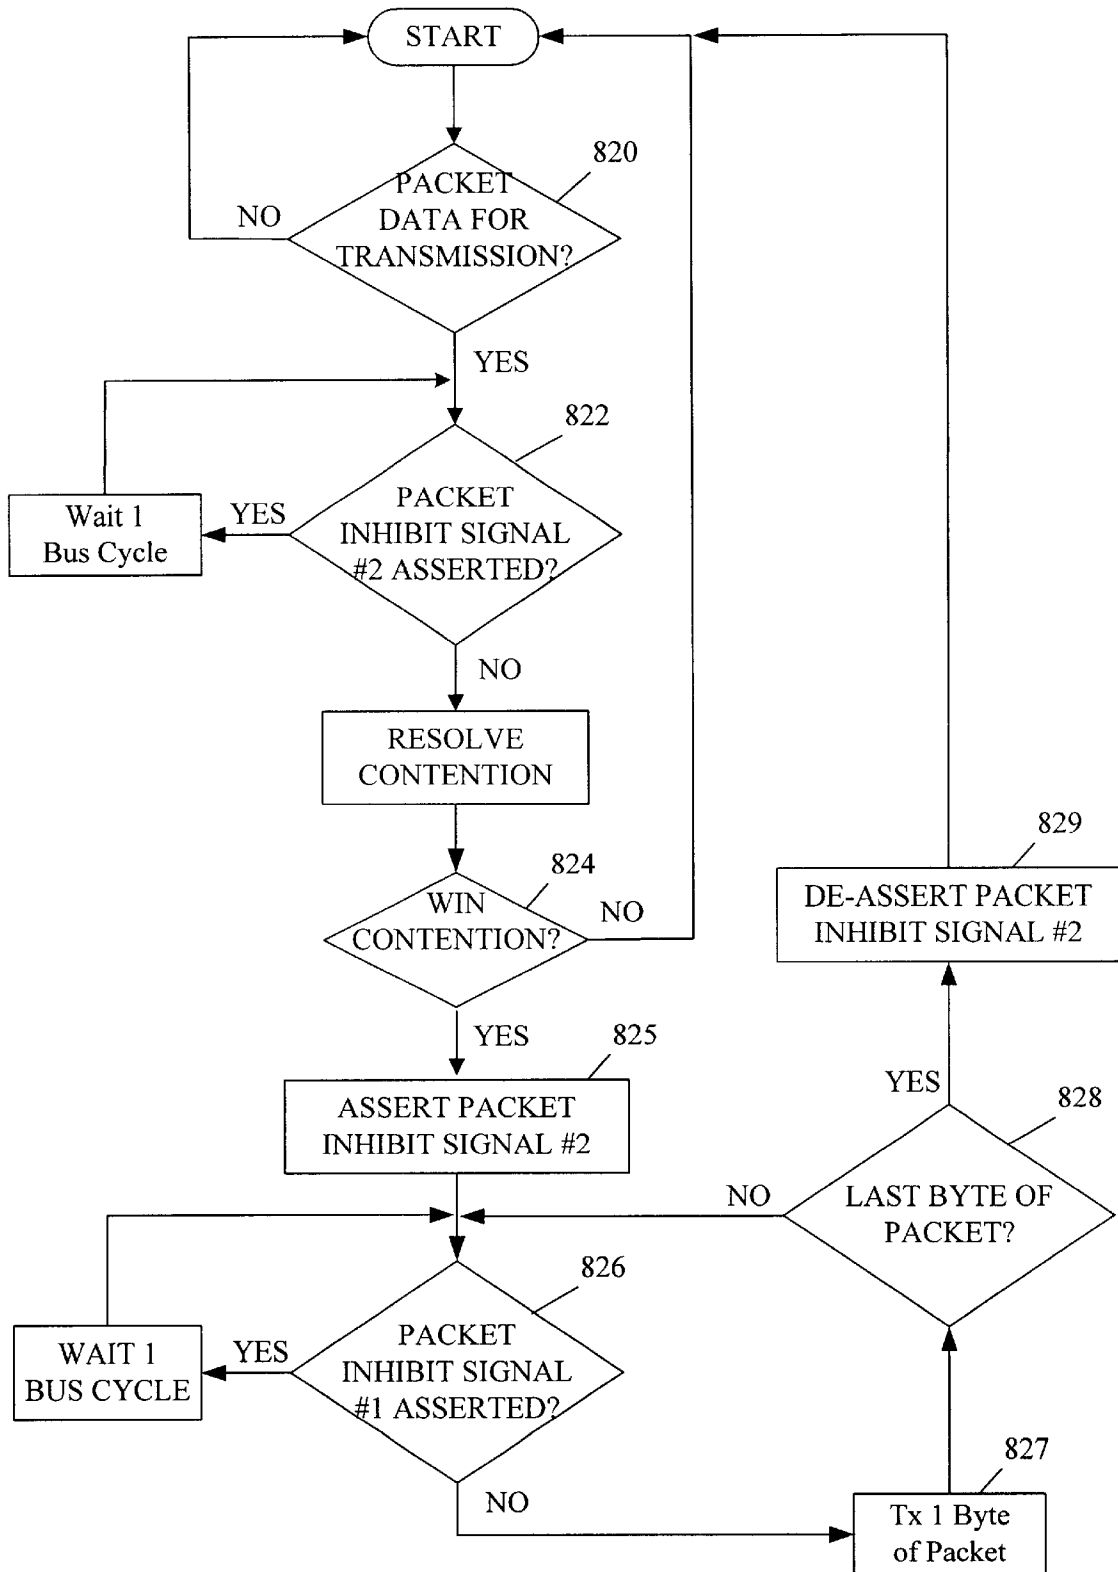 START
820
PACKET
DATA FOR
TRANSMISSION?
NO
YES
822
PACKET
INHIBIT SIGNAL
#2 ASSERTED?
YES
Wait 1
Bus Cycle
NO
RESOLVE
CONTENTION
824
WIN
CONTENTION?
NO
YES
825
ASSERT PACKET
INHIBIT SIGNAL #2
826
PACKET
INHIBIT SIGNAL
#1 ASSERTED?
YES
WAIT 1
BUS CYCLE
NO
827
Tx 1 Byte
of Packet
828
LAST BYTE OF
PACKET?
NO
YES
829
DE-ASSERT PACKET
INHIBIT SIGNAL #2